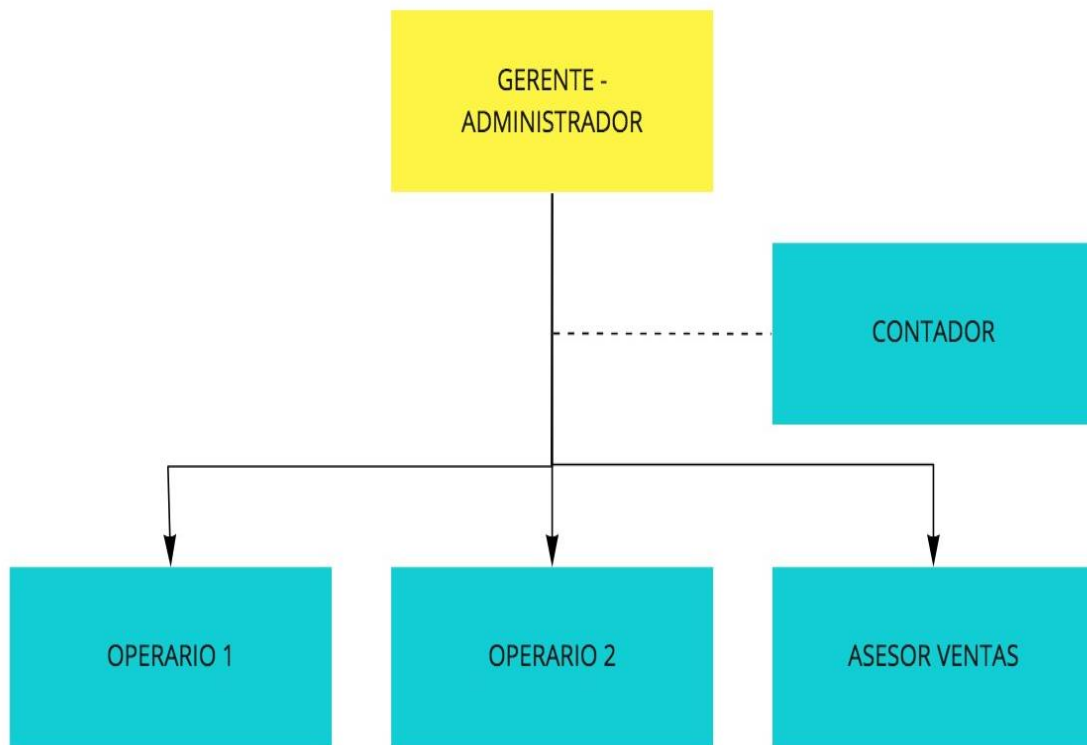 GERENTE -
ADMINISTRADOR
CONTADOR
OPERARIO 1
OPERARIO 2
ASESOR VENTAS